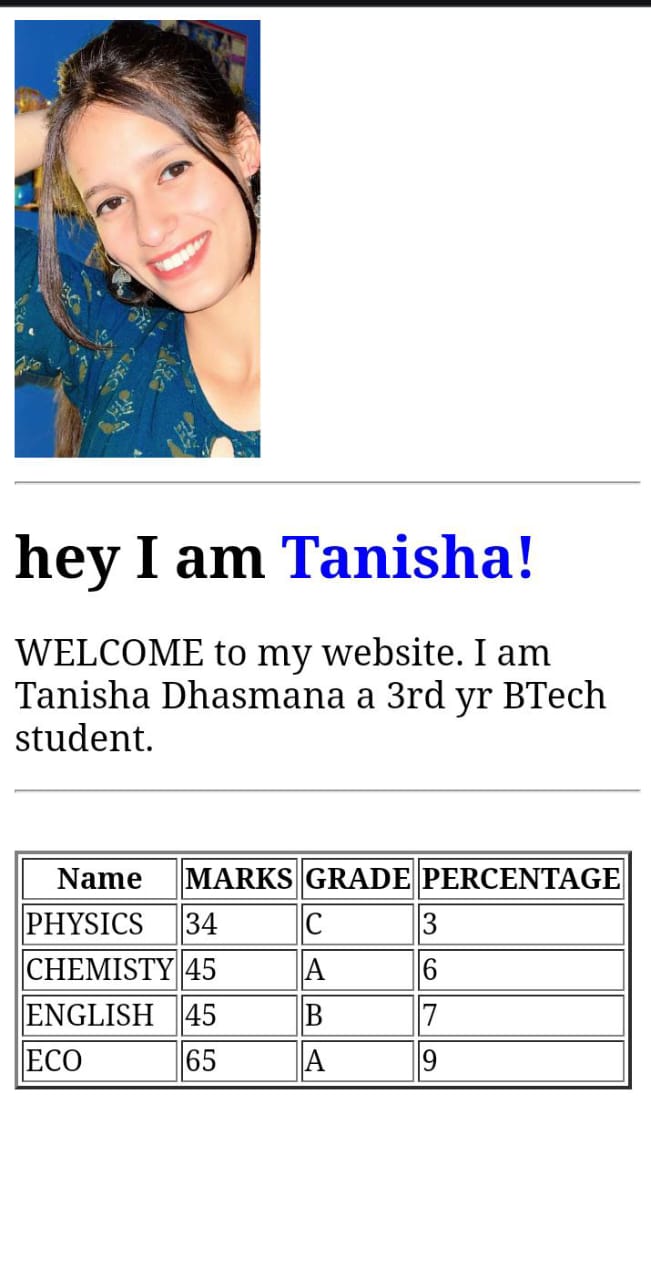 hey I am Tanisha!
WELCOME to my website. I am
Tanisha Dhasmana a 3rd yr BTech
student.
Name MARKS GRADE PERCENTAGE
PHYSICS 34 C 3
CHEMISTY 45 A 6
ENGLISH 45 B 7
ECO 65 A 9